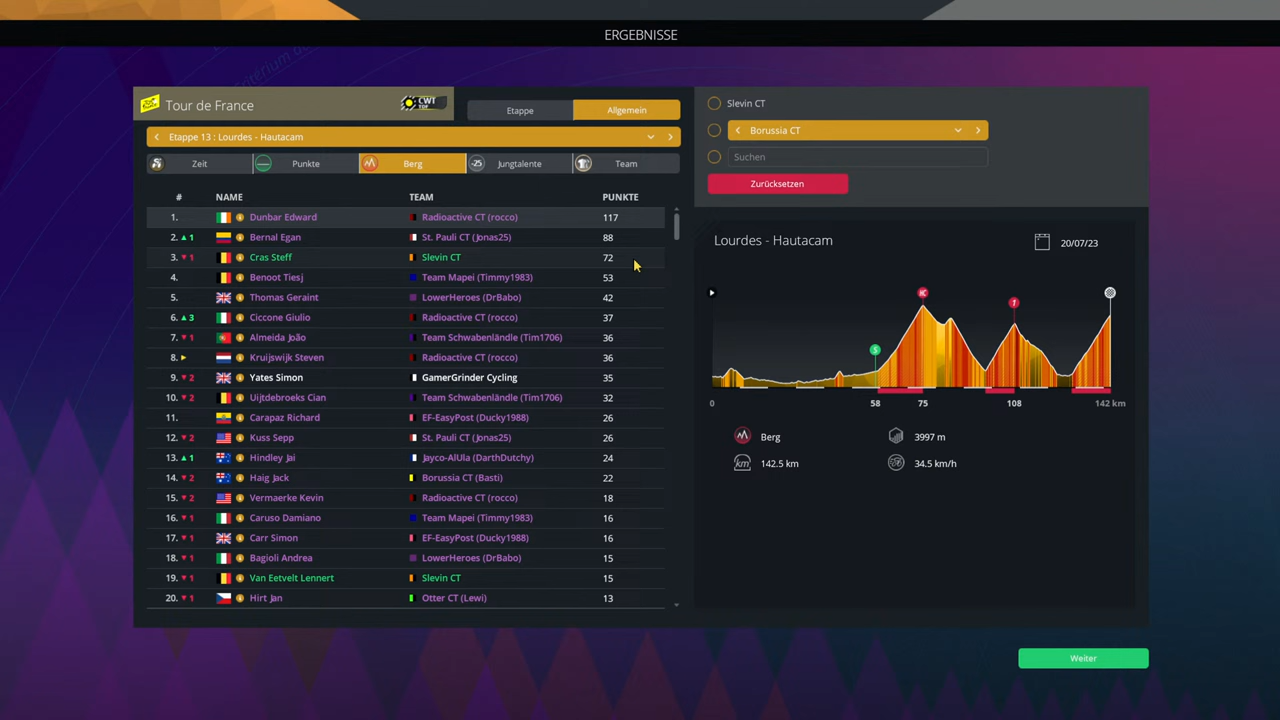 ERGEBNISSE
Tour de France
CWT
TDF
Etappe
Allgemein
Etappe 13 : Lourdes - Hautacam
Zeit
Punkte
Berg
-25 Jungtalente
Team
# NAME TEAM PUNKTE
1. Dunbar Edward Radioactive CT (rocco) 117
2. ▲ 1 Bernal Egan St. Pauli CT (Jonas25) 88
3. ▼ 1 Cras Steff Slevin CT 72
4. Benoot Tiesj Team Mapei (Timmy1983) 53
5. Thomas Geraint LowerHeroes (DrBabo) 42
6. ▲ 3 Ciccone Giulio Radioactive CT (rocco) 37
7. ▼ 1 Almeida João Team Schwabenländle (Tim1706) 36
8. ► Kruijswijk Steven Radioactive CT (rocco) 36
9. ▼ 2 Yates Simon GamerGrinder Cycling 35
10. ▼ 2 Uijtdebroeks Cian Team Schwabenländle (Tim1706) 32
11. Carapaz Richard EF-EasyPost (Ducky1988) 26
12. ▼ 2 Kuss Sepp St. Pauli CT (Jonas25) 26
13. ▲ 1 Hindley Jai Jayco-AlUla (DarthDutchy) 24
14. ▼ 2 Haig Jack Borussia CT (Basti) 22
15. ▼ 2 Vermaerke Kevin Radioactive CT (rocco) 18
16. ▼ 1 Caruso Damiano Team Mapei (Timmy1983) 16
17. ▼ 1 Carr Simon EF-EasyPost (Ducky1988) 16
18. ▼ 1 Bagioli Andrea LowerHeroes (DrBabo) 15
19. ▼ 1 Van Eetvelt Lennert Slevin CT 15
20. ▼ 1 Hirt Jan Otter CT (Lewi) 13
Slevin CT
Borussia CT
Suchen
Zurücksetzen
Lourdes - Hautacam
20/07/23
HC
1
S
0 58 75 108 142 km
Berg
3997 m
km 142.5 km
34.5 km/h
Weiter